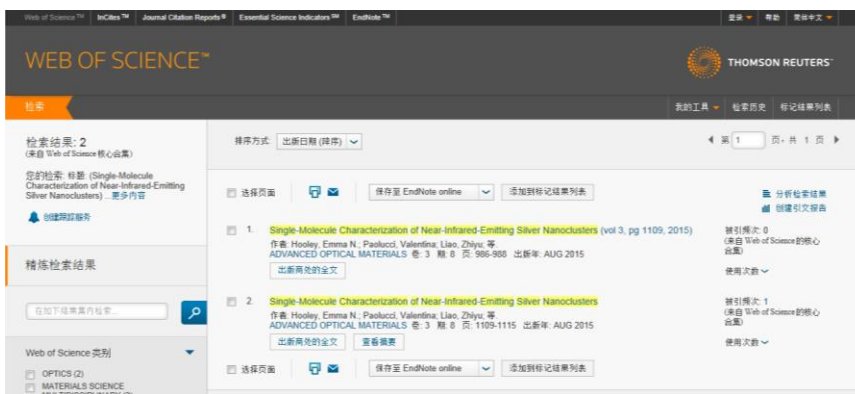 Web of Science™ InCites™ Journal Citation Reports® Essential Science Indicators℠ EndNote™ 登录 帮助 简体中文
WEB OF SCIENCE™ THOMSON REUTERS™
检索 我的工具 检索历史 标记结果列表
检索结果: 2
(来自 Web of Science 核心合集)
您的检索: 标题: (Single-Molecule
Characterization of Near-Infrared-Emitting
Silver Nanoclusters) ...更多内容
创建跟踪服务
精炼检索结果
在如下结果集内检索...
Web of Science 类别
OPTICS (2)
MATERIALS SCIENCE
排序方式: 出版日期 (降序) 第 1 页, 共 1 页
选择页面 保存至 EndNote online 添加到标记结果列表
分析检索结果
创建引文报告
1. Single-Molecule Characterization of Near-Infrared-Emitting Silver Nanoclusters (vol 3, pg 1109, 2015)
作者: Hooley, Emma N.; Paolucci, Valentina; Liao, Zhiyu; 等.
ADVANCED OPTICAL MATERIALS 卷: 3 期: 8 页: 986-988 出版年: AUG 2015
出版商处的全文
被引频次: 0
(来自 Web of Science 的核心
合集)
使用次数
2. Single-Molecule Characterization of Near-Infrared-Emitting Silver Nanoclusters
作者: Hooley, Emma N.; Paolucci, Valentina; Liao, Zhiyu; 等.
ADVANCED OPTICAL MATERIALS 卷: 3 期: 8 页: 1109-1115 出版年: AUG 2015
出版商处的全文 查看摘要
被引频次: 1
(来自 Web of Science 的核心
合集)
使用次数
选择页面 保存至 EndNote online 添加到标记结果列表